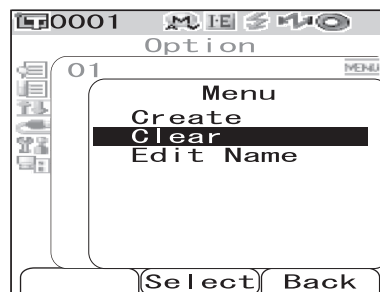 0001 M I·E
Option
01 MENU
Menu
Create
Clear
Edit Name
Select Back